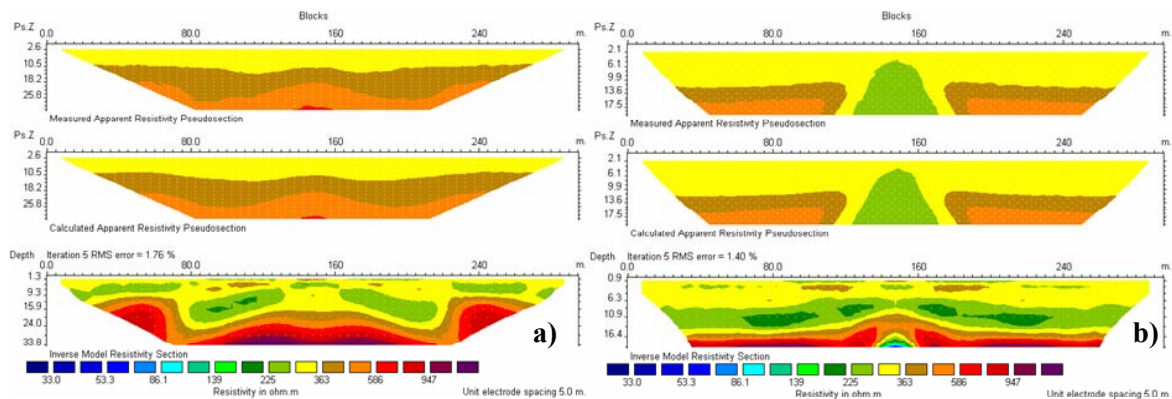 Blocks
Ps.Z 0.0 80.0 160 240 m.
2.6
10.5
18.2
25.8
Measured Apparent Resistivity Pseudosection
Ps.Z 0.0 80.0 160 240 m.
2.6
10.5
18.2
25.8
Calculated Apparent Resistivity Pseudosection
Depth Iteration 5 RMS error = 1.76 %
0.0 80.0 160 240 m.
1.3
9.3
15.9
24.0
33.8
a)
Inverse Model Resistivity Section
33.0 53.3 86.1 139 225 363 586 947
Resistivity in ohm.m Unit electrode spacing 5.0 m.
Blocks
Ps.Z 0.0 80.0 160 240 m.
2.1
6.1
9.9
13.6
17.5
Measured Apparent Resistivity Pseudosection
Ps.Z 0.0 80.0 160 240 m.
2.1
6.1
9.9
13.6
17.5
Calculated Apparent Resistivity Pseudosection
Depth Iteration 5 RMS error = 1.40 %
0.0 80.0 160 240 m.
0.9
6.2
10.9
16.4
b)
Inverse Model Resistivity Section
33.0 53.3 86.1 139 225 363 586 947
Resistivity in ohm.m Unit electrode spacing 5.0 m.